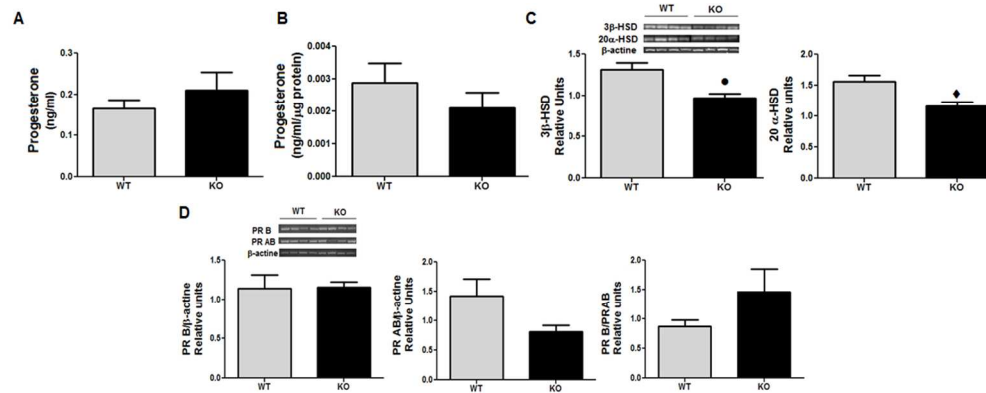 A
Progesterone
(ng/ml)
0.3
0.2
0.1
0.0
WT
KO
B
Progesterone
(ng/ml/µg protein)
0.004
0.003
0.002
0.001
0.000
WT
KO
C
WT
KO
3β-HSD
20α-HSD
β-actine
3β-HSD
Relative Units
1.5
1.0
0.5
0.0
WT
KO
20 α-HSD
Relative units
2.0
1.5
1.0
0.5
0.0
WT
KO
D
WT
KO
PR B
PR AB
β-actine
PR B/β-actine
Relative units
1.5
1.0
0.5
0.0
WT
KO
PR AB/β-actine
Relative units
2.0
1.5
1.0
0.5
0.0
WT
KO
PR B/PRAB
Relative units
2.0
1.5
1.0
0.5
0.0
WT
KO